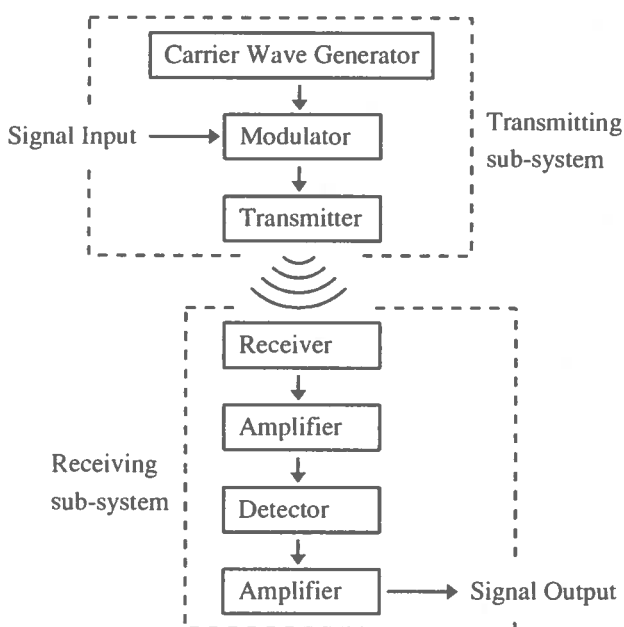 Carrier Wave Generator
Signal Input
Modulator
Transmitting
sub-system
Transmitter
Receiver
Amplifier
Receiving
sub-system
Detector
Amplifier
Signal Output